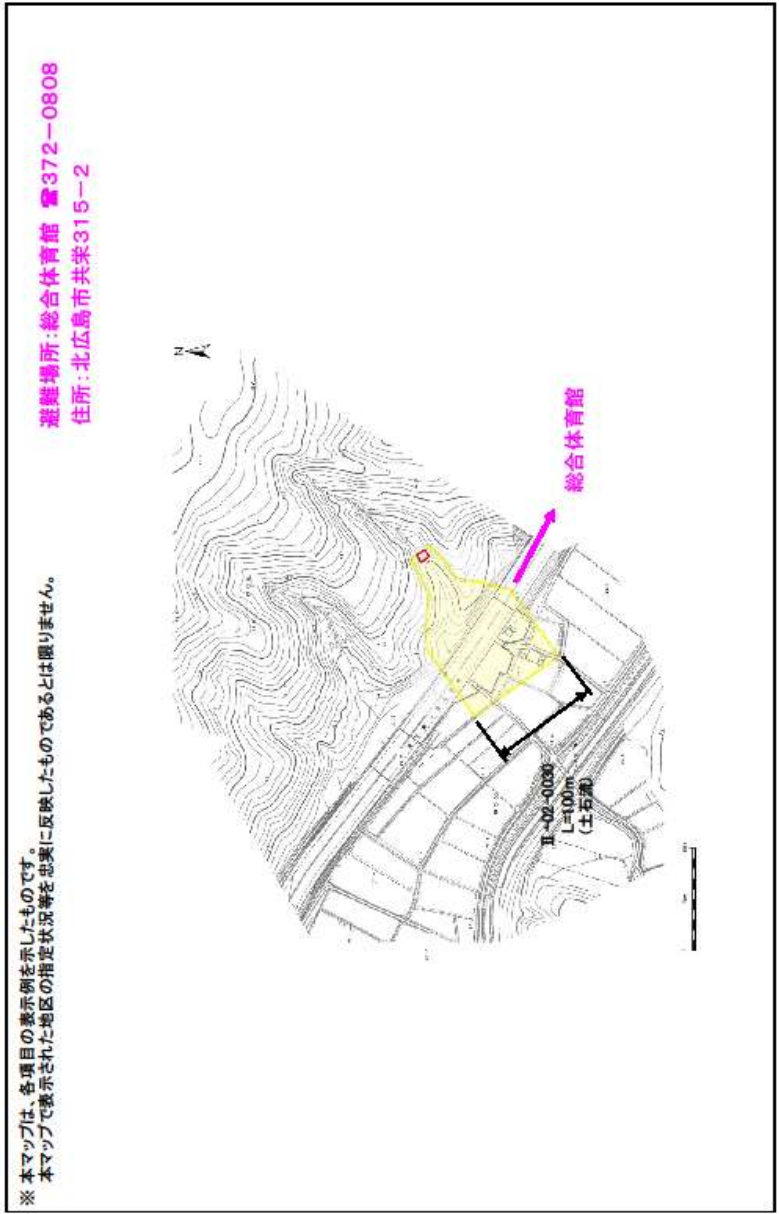 ※ 本マップは、各項目の表示例を示したものです。
本マップで表示された地区の指定状況等を忠実に反映したものであるとは限りません。
避難場所:総合体育館 ☎372-0808
住所:北広島市共栄315-2
N
総合体育館
Ⅱ-02-0030
L=100m
(土石流)